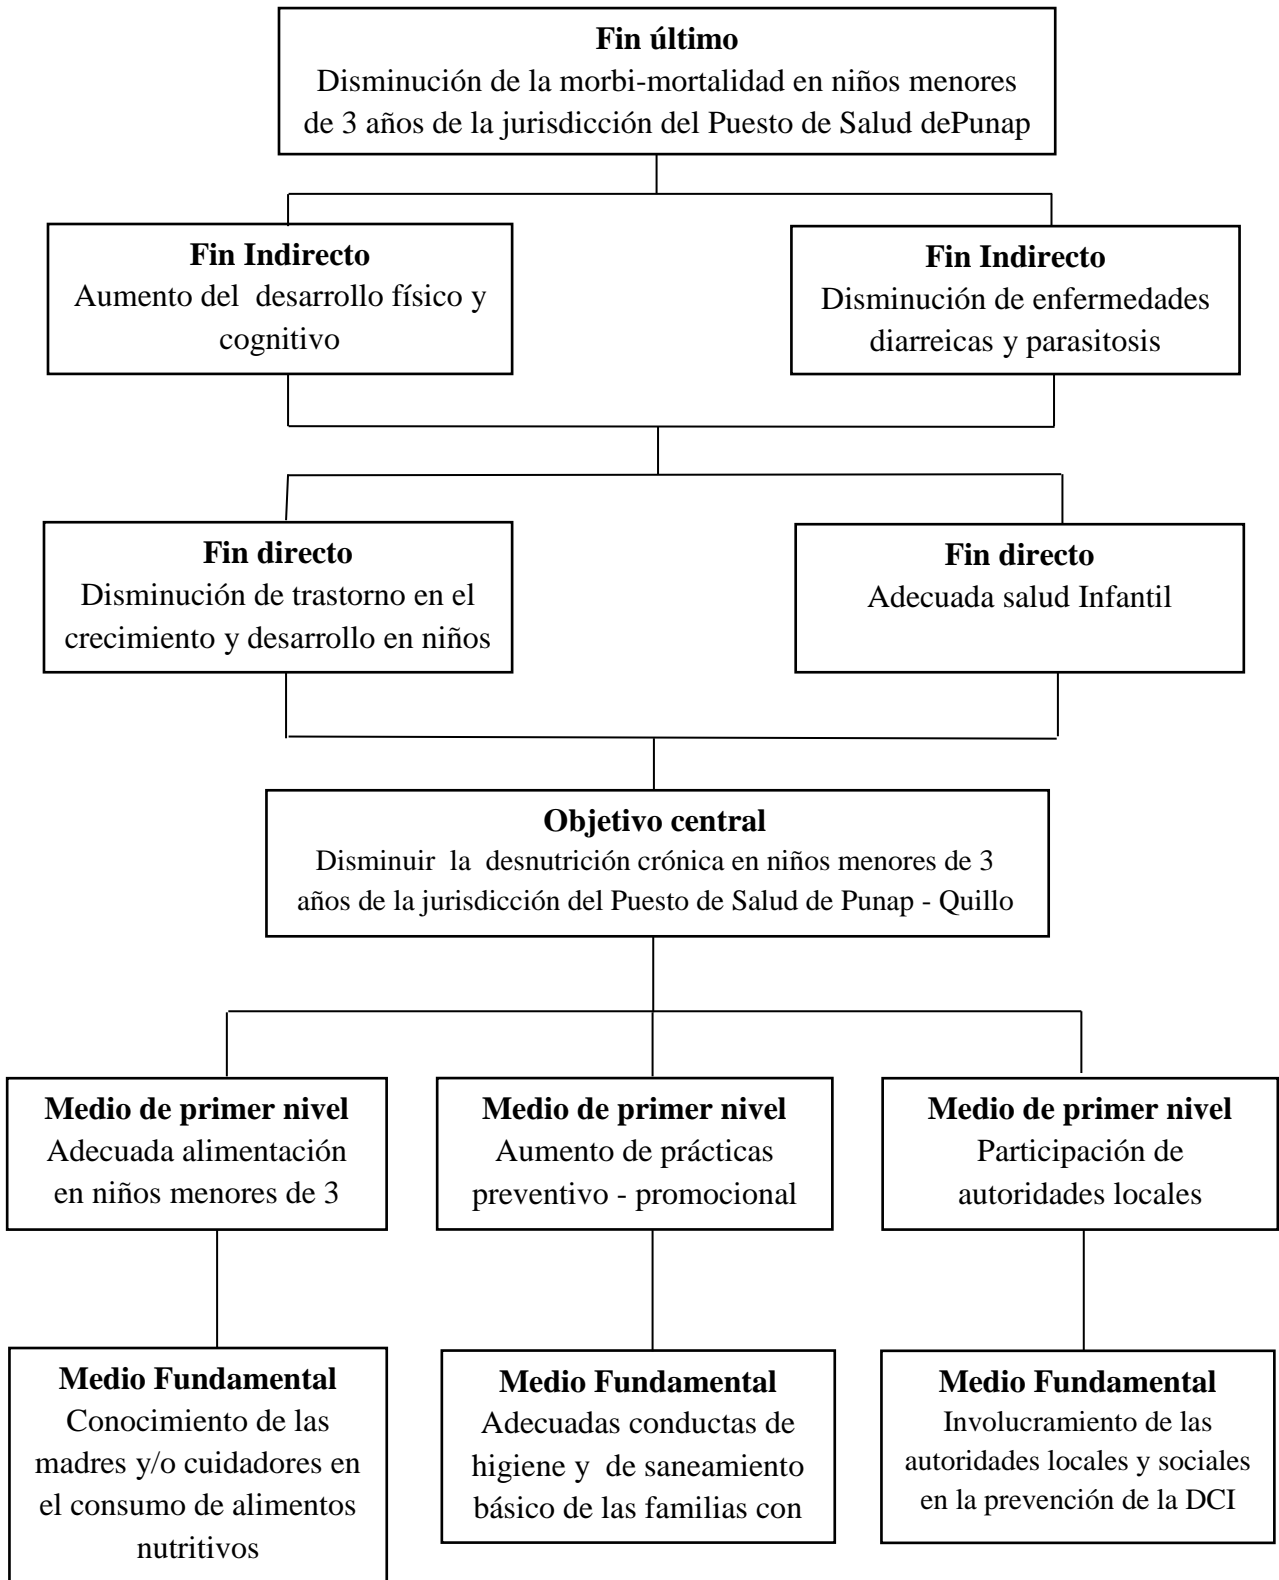 Fin último
Disminución de la morbi-mortalidad en niños menores
de 3 años de la jurisdicción del Puesto de Salud dePunap
Fin Indirecto
Aumento del  desarrollo físico y
cognitivo
Fin Indirecto
Disminución de enfermedades
diarreicas y parasitosis
Fin directo
Disminución de trastorno en el
crecimiento y desarrollo en niños
Fin directo
Adecuada salud Infantil
Objetivo central
Disminuir  la  desnutrición crónica en niños menores de 3
años de la jurisdicción del Puesto de Salud de Punap - Quillo
Medio de primer nivel
Adecuada alimentación
en niños menores de 3
Medio de primer nivel
Aumento de prácticas
preventivo - promocional
Medio de primer nivel
Participación de
autoridades locales
Medio Fundamental
Conocimiento de las
madres y/o cuidadores en
el consumo de alimentos
nutritivos
Medio Fundamental
Adecuadas conductas de
higiene y  de saneamiento
básico de las familias con
Medio Fundamental
Involucramiento de las
autoridades locales y sociales
en la prevención de la DCI